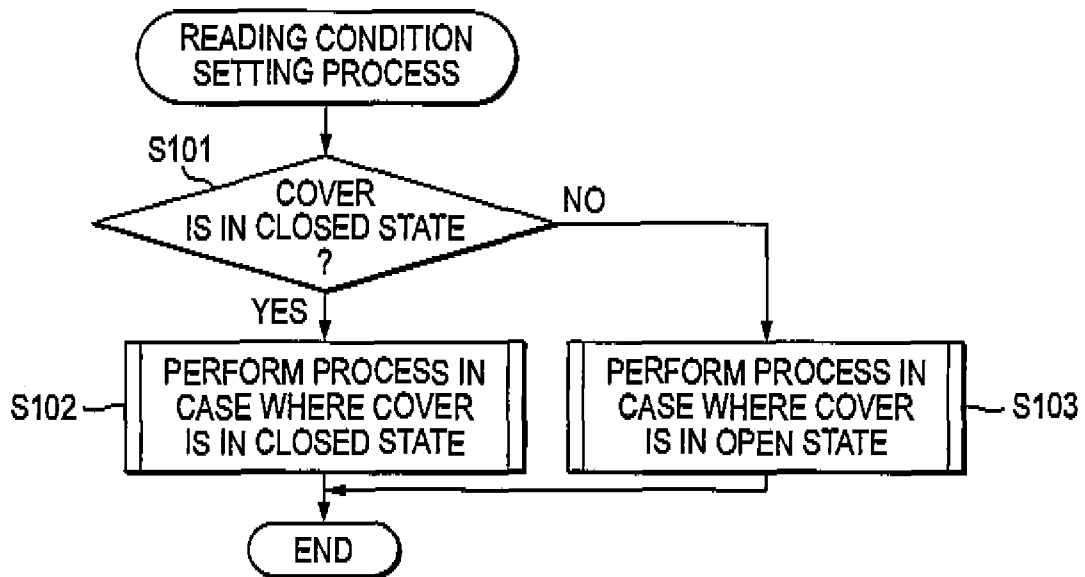 READING CONDITION
SETTING PROCESS
S101
COVER
IS IN CLOSED STATE
?
NO
YES
S102
PERFORM PROCESS IN
CASE WHERE COVER
IS IN CLOSED STATE
PERFORM PROCESS IN
CASE WHERE COVER
IS IN OPEN STATE
S103
END